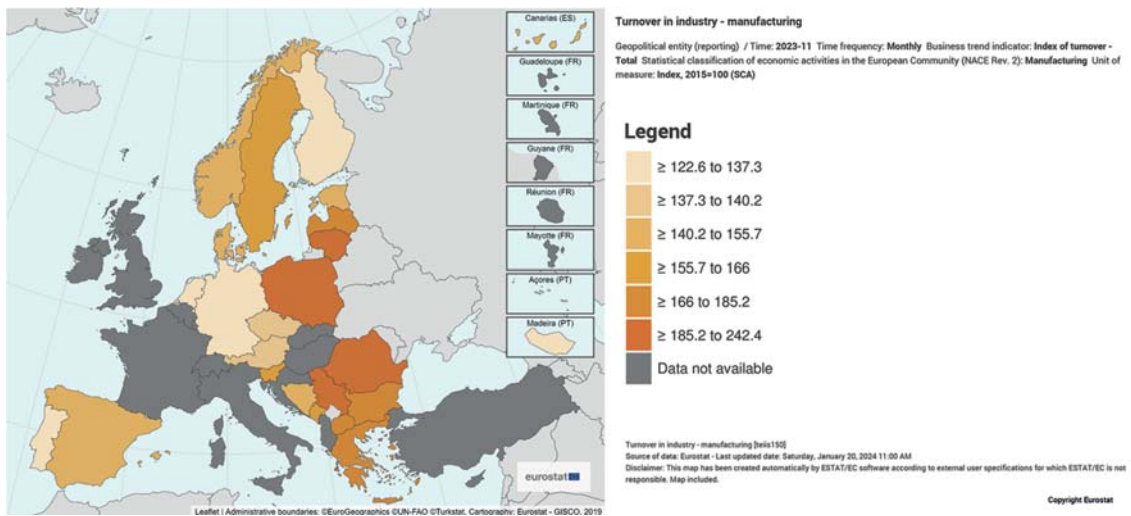 Canarias (ES)
Guadeloupe (FR)
Martinique (FR)
Guyane (FR)
Réunion (FR)
Mayotte (FR)
Açores (PT)
Madeira (PT)
eurostat
Leaflet | Administrative boundaries: ©EuroGeographics ©UN-FAO ©Turkstat, Cartography: Eurostat - GISCO, 2019
Turnover in industry - manufacturing
Geopolitical entity (reporting) / Time: 2023-11 Time frequency: Monthly Business trend indicator: Index of turnover -
Total Statistical classification of economic activities in the European Community (NACE Rev. 2): Manufacturing Unit of
measure: Index, 2015=100 (SCA)
Legend
≥ 122.6 to 137.3
≥ 137.3 to 140.2
≥ 140.2 to 155.7
≥ 155.7 to 166
≥ 166 to 185.2
≥ 185.2 to 242.4
Data not available
Turnover in industry - manufacturing [teiis150]
Source of data: Eurostat - Last updated date: Saturday, January 20, 2024 11:00 AM
Disclaimer: This map has been created automatically by ESTAT/EC software according to external user specifications for which ESTAT/EC is not
responsible. Map included.
Copyright Eurostat